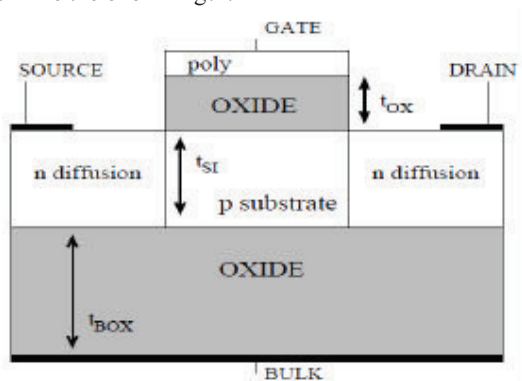 GATE
SOURCE
poly
DRAIN
OXIDE
tOX
n diffusion
tSI
n diffusion
p substrate
OXIDE
tBOX
BULK